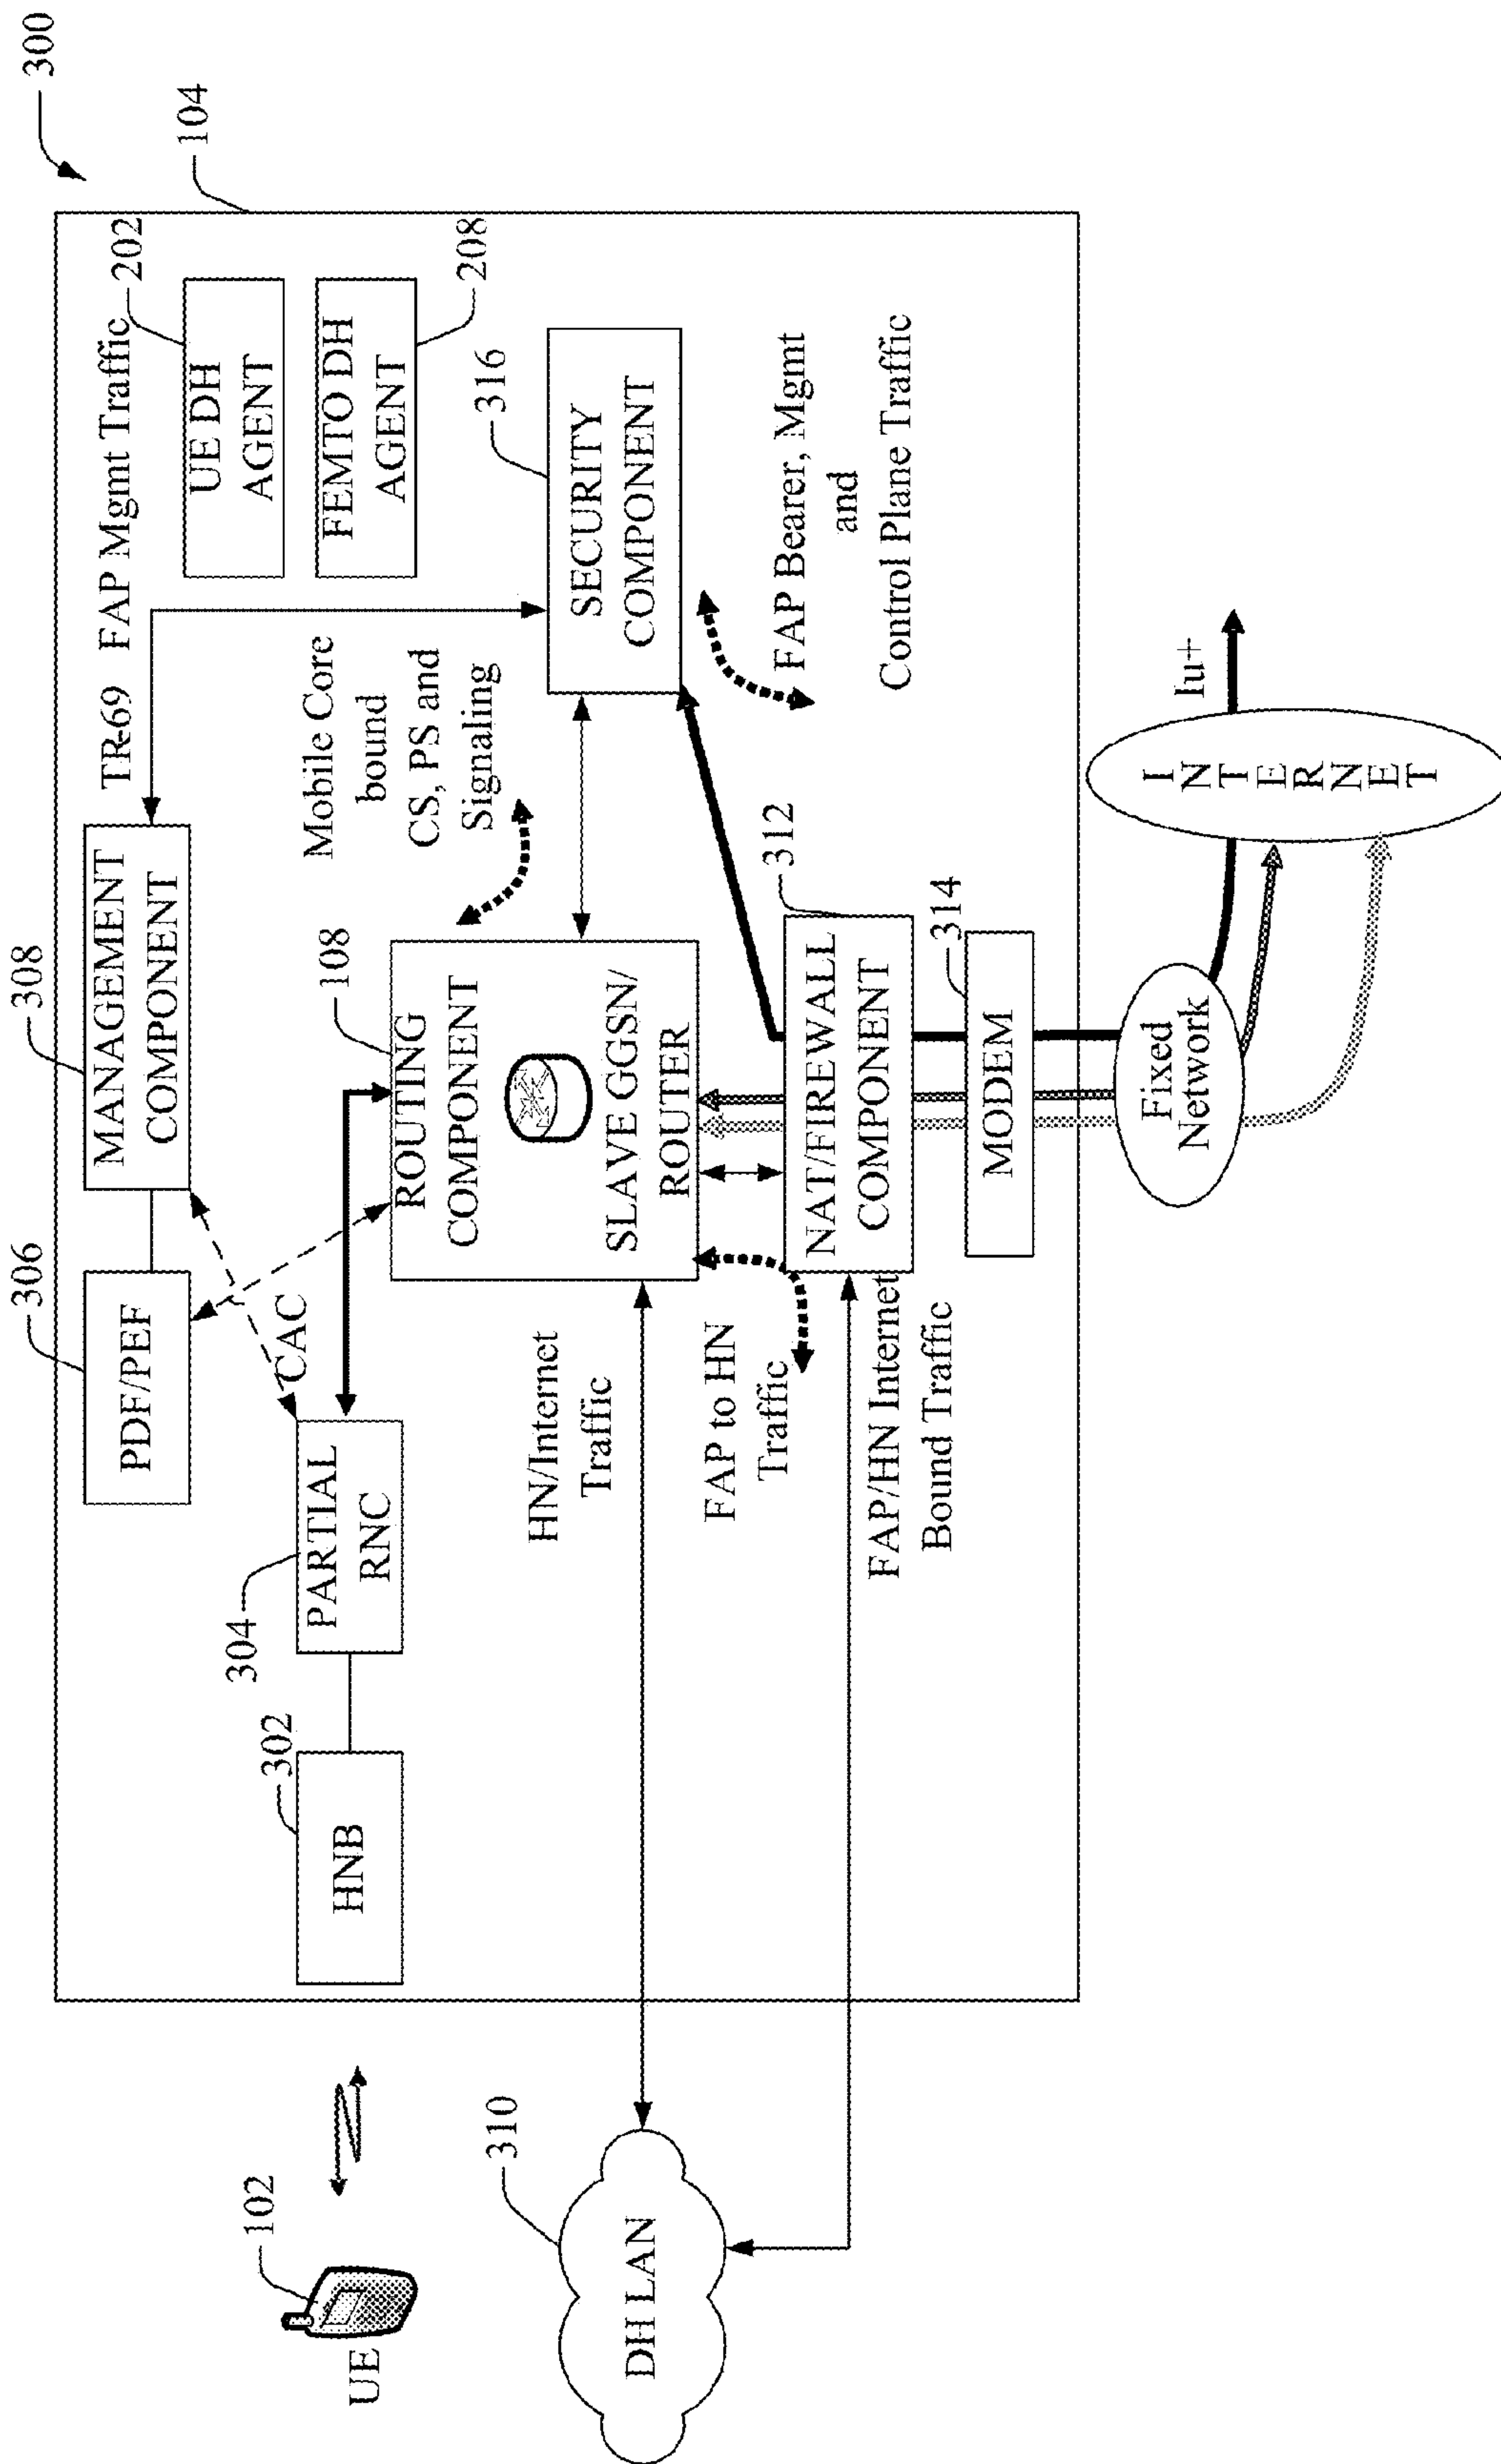 300
104
202
UE DH
AGENT
208
FEMTO DH
AGENT
TR-69 FAP Mgmt Traffic
308
MANAGEMENT
COMPONENT
306
PDF/PEF
CAC
304
PARTIAL
RNC
302
HNB
102
UE
Mobile Core
bound
CS, PS and
Signaling
316
SECURITY
COMPONENT
108
ROUTING
COMPONENT
SLAVE GGSN/
ROUTER
HN/Internet
Traffic
FAP to HN
Traffic
310
DH LAN
FAP Bearer, Mgmt
and
Control Plane Traffic
312
NAT/FIREWALL
COMPONENT
FAP/HN Internet
Bound Traffic
314
MODEM
Fixed
Network
INTERNET
Iu+